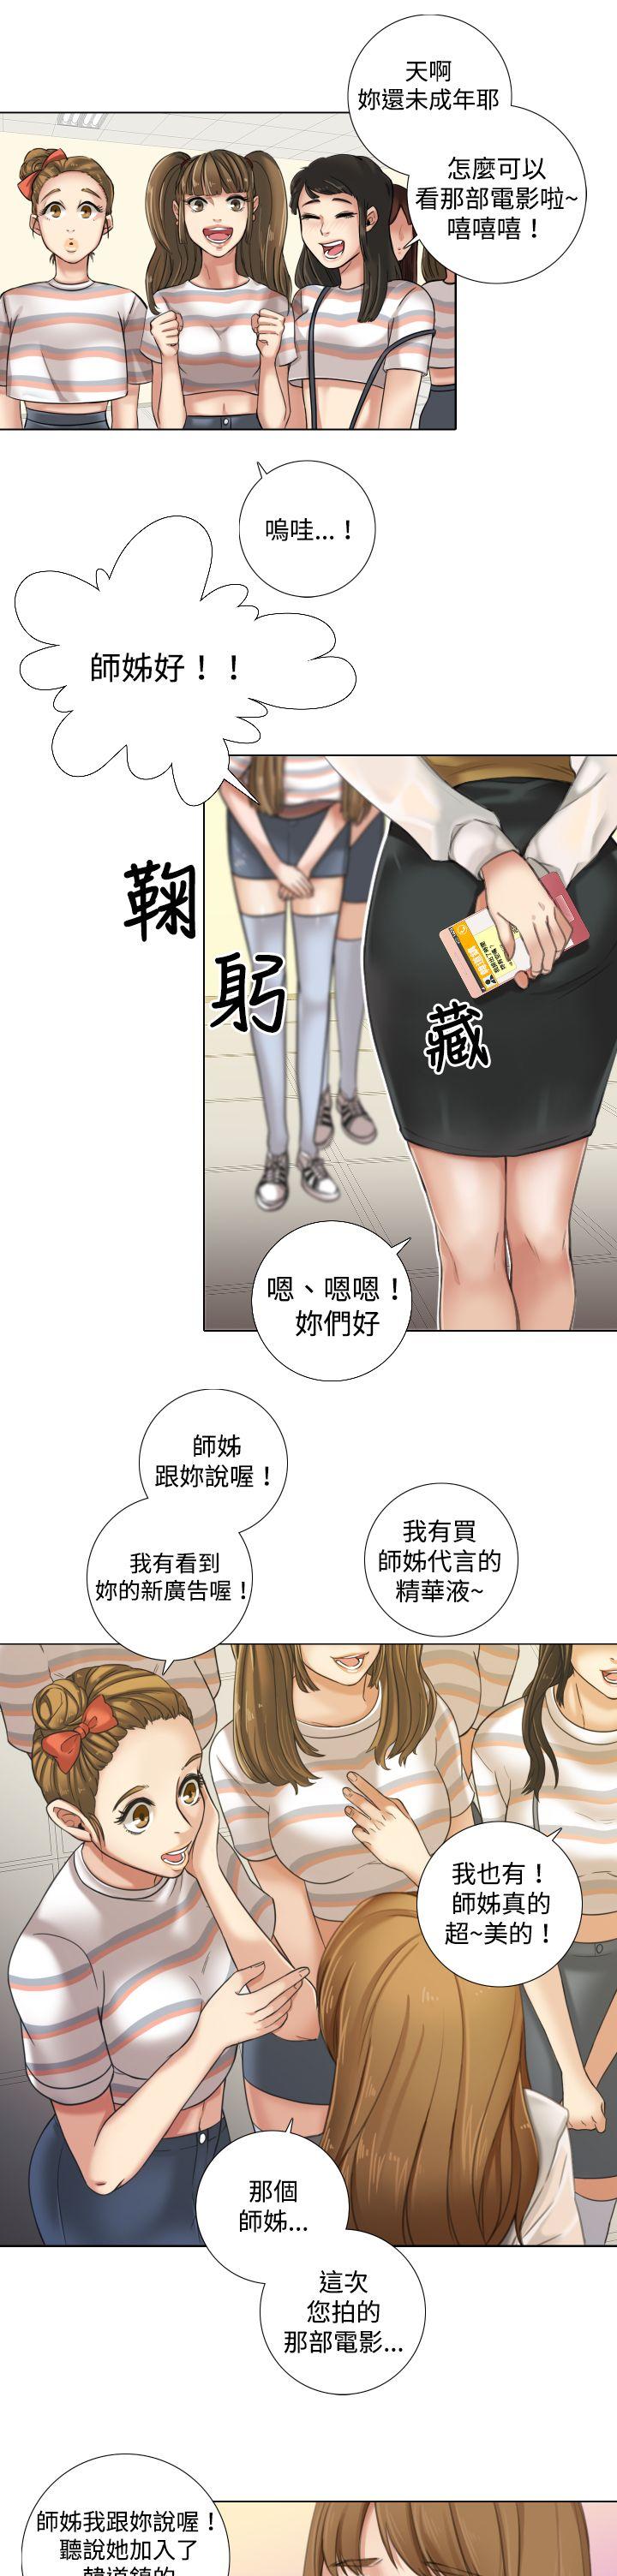 天啊
妳還未成年耶
怎麼可以
看那部電影啦~
嘻嘻嘻！
嗚哇...！
師姊好！！
鞠
躬
藏
嗯、嗯嗯！
妳們好
師姊
跟妳說喔！
我有看到
妳的新廣告喔！
我有買
師姊代言的
精華液~
我也有！
師姊真的
超~美的！
那個
師姊...
這次
您拍的
那部電影...
師姊我跟妳說喔！
聽說她加入了